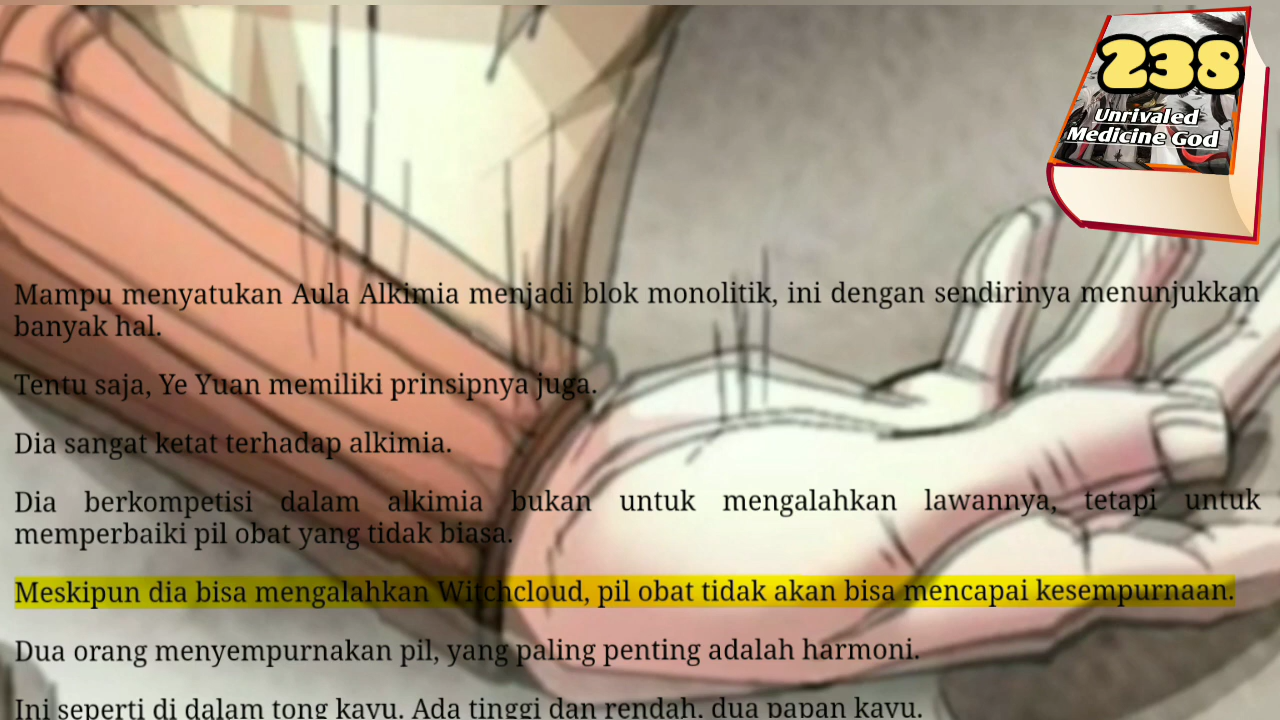 238
Unrivaled
Medicine God
Mampu menyatukan Aula Alkimia menjadi blok monolitik, ini dengan sendirinya menunjukkan
banyak hal.
Tentu saja, Ye Yuan memiliki prinsipnya juga.
Dia sangat ketat terhadap alkimia.
Dia berkompetisi dalam alkimia bukan untuk mengalahkan lawannya, tetapi untuk
memperbaiki pil obat yang tidak biasa.
Meskipun dia bisa mengalahkan Witchcloud, pil obat tidak akan bisa mencapai kesempurnaan.
Dua orang menyempurnakan pil, yang paling penting adalah harmoni.
Ini seperti di dalam tong kayu. Ada tinggi dan rendah, dua papan kayu.